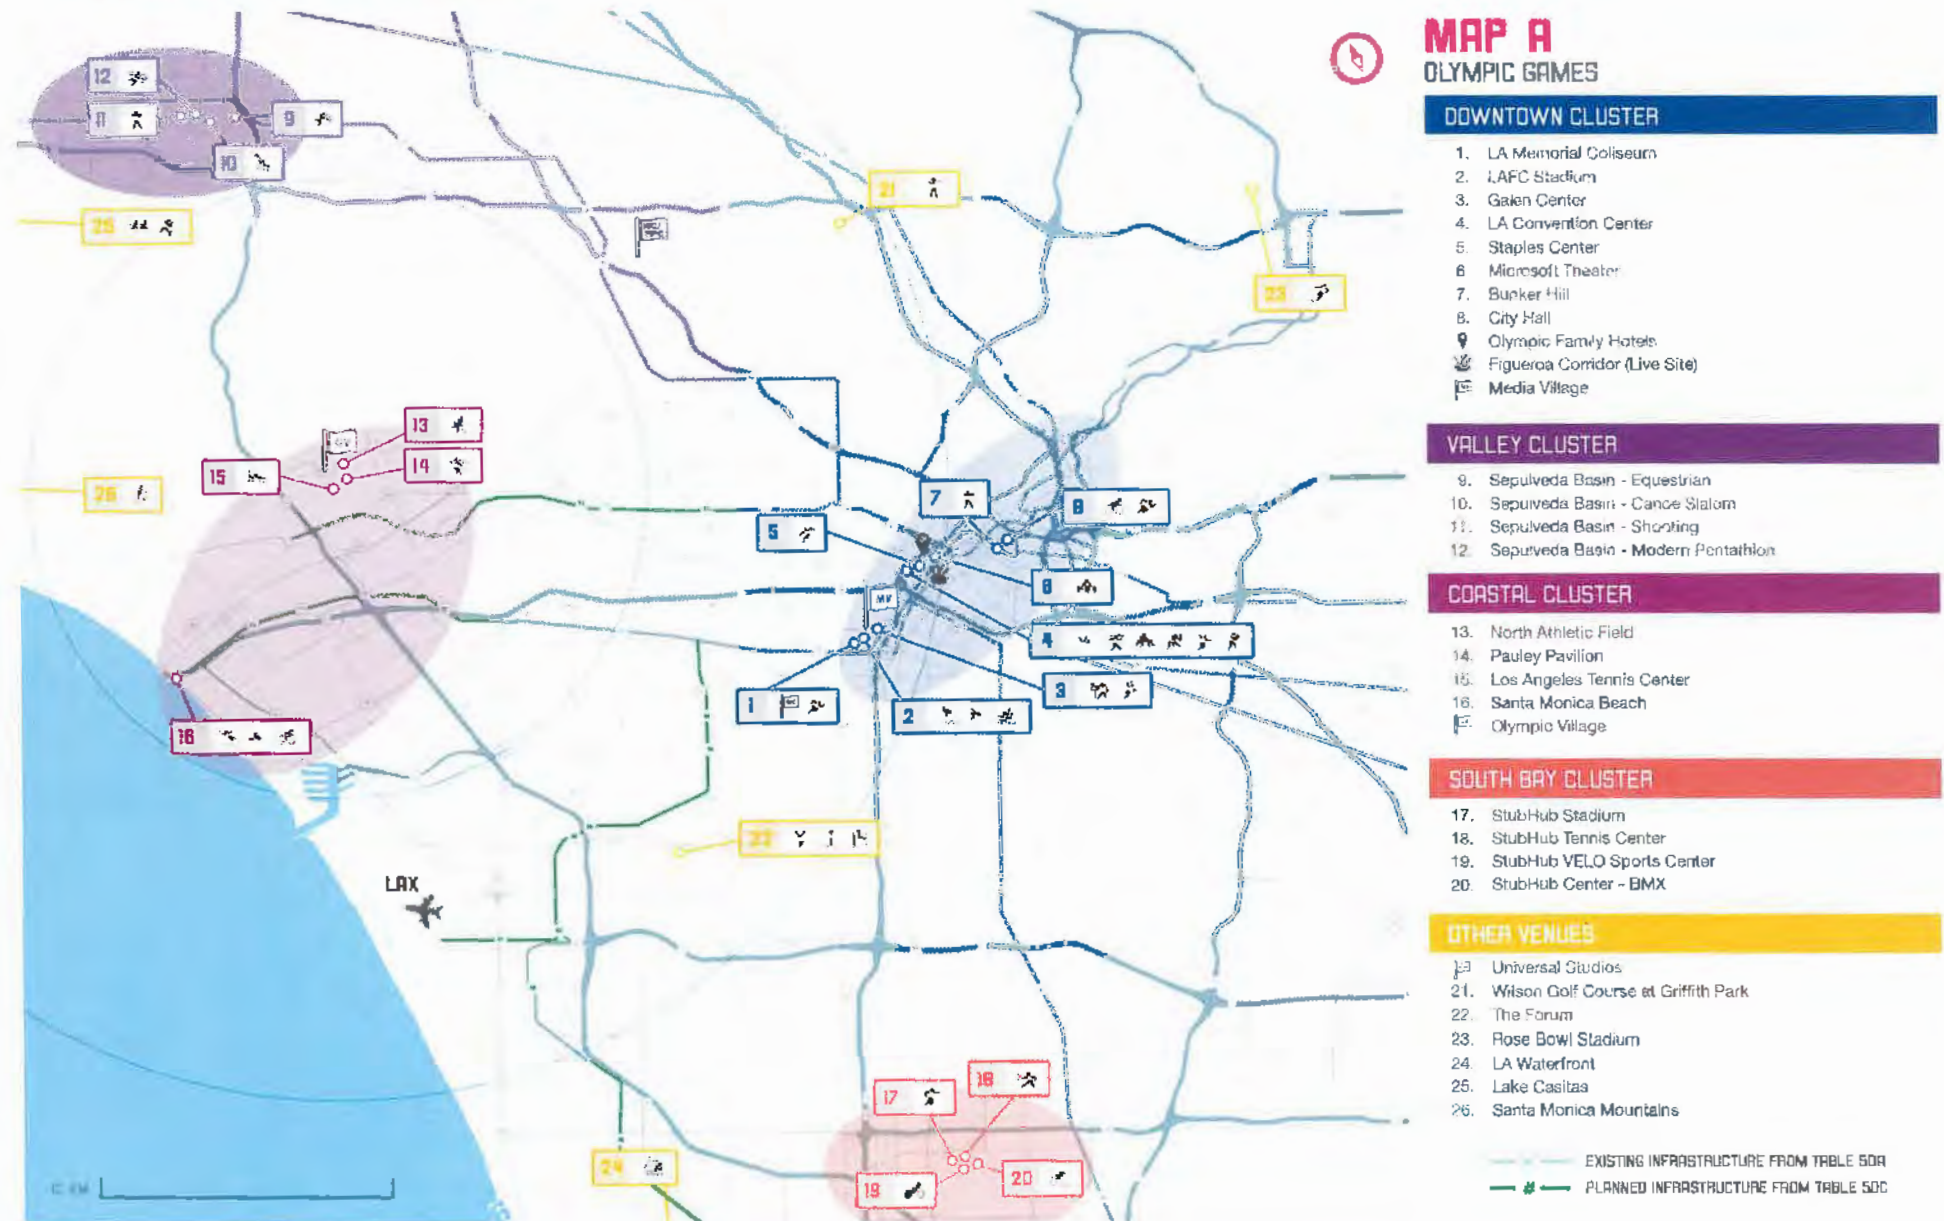 MAP A
OLYMPIC GAMES
DOWNTOWN CLUSTER
1. LA Memorial Coliseum
2. LAFC Stadium
3. Galen Center
4. LA Convention Center
5. Staples Center
6 Microsoft Theater
7. Bunker Hill
8. City Hall
Olympic Family Hotels
Figueroa Corridor (Live Site)
Media Village
VALLEY CLUSTER
9. Sepulveda Basin - Equestrian
10. Sepulveda Basin - Canoe Slalom
11. Sepulveda Basin - Shooting
12. Sepulveda Basin - Modern Pentathlon
COASTAL CLUSTER
13. North Athletic Field
14. Pauley Pavilion
15. Los Angeles Tennis Center
16. Santa Monica Beach
Olympic Village
SOUTH BAY CLUSTER
17. StubHub Stadium
18. StubHub Tennis Center
19. StubHub VELO Sports Center
20. StubHub Center - BMX
OTHER VENUES
Universal Studios
21. Wilson Golf Course at Griffith Park
22. The Forum
23. Rose Bowl Stadium
24. LA Waterfront
25. Lake Casitas
26. Santa Monica Mountains
EXISTING INFRASTRUCTURE FROM TABLE 50A
# PLANNED INFRASTRUCTURE FROM TABLE 50C
12
11
9
10
21
25
23
13
14
15
26
7
8
5
6
MV
4
3
1
2
16
22
LAX
18
17
24
19
20